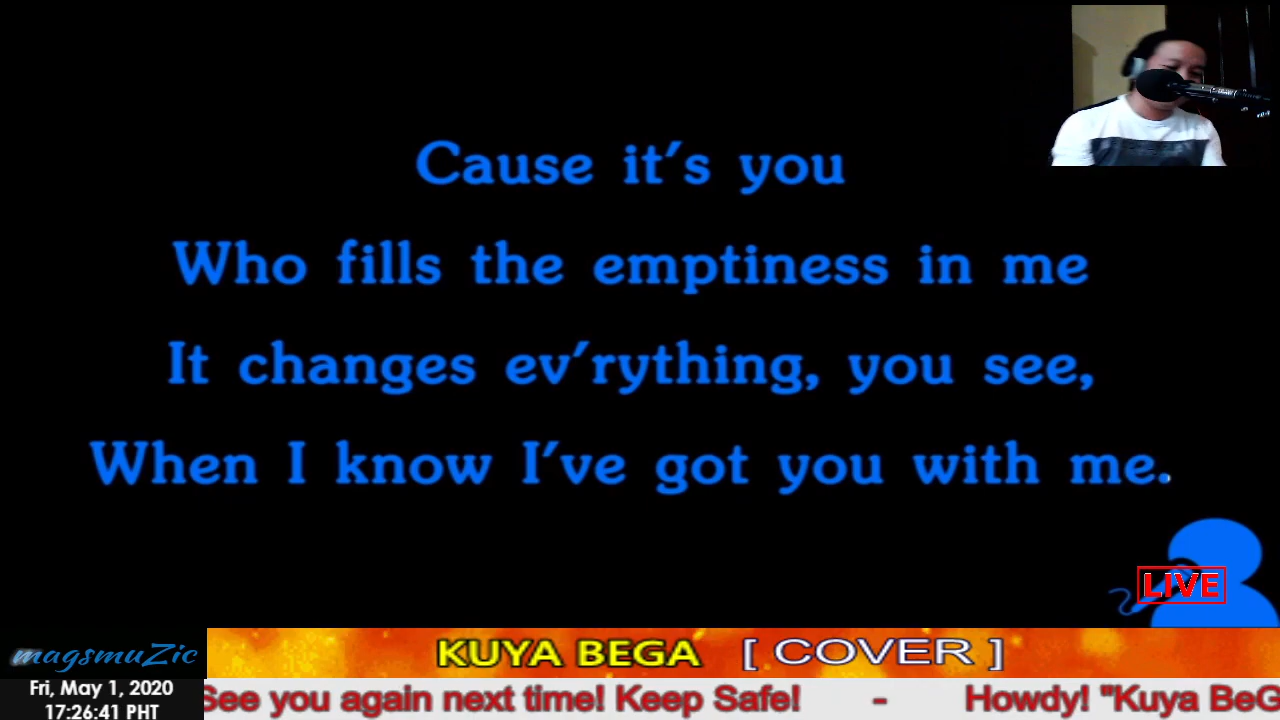 Cause it's you
Who fills the emptiness in me
It changes ev'rything, you see,
When I know I've got you with me.
LIVE
magsmuZic
KUYA BEGA [ COVER ]
Fri, May 1, 2020
17:26:41 PHT
See you again next time! Keep Safe! - Howdy! "Kuya BeG